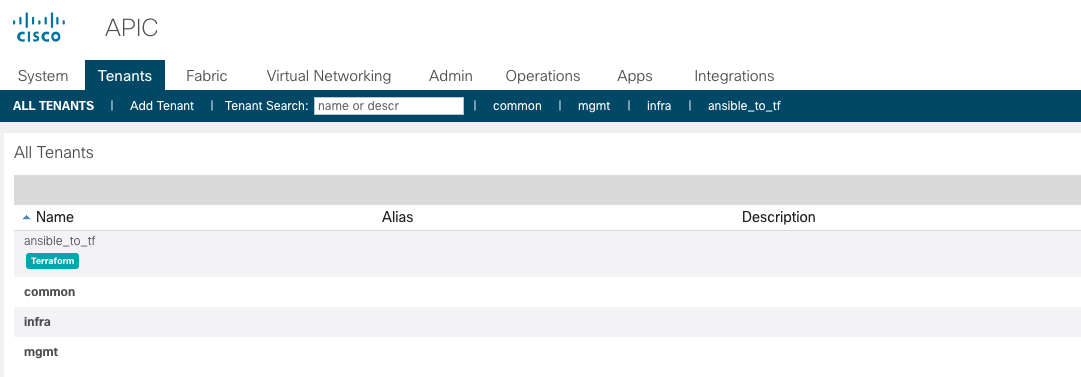 CISCO APIC
System Tenants Fabric Virtual Networking Admin Operations Apps Integrations
ALL TENANTS | Add Tenant | Tenant Search: name or descr | common | mgmt | infra | ansible_to_tf
All Tenants
Name Alias Description
ansible_to_tf
Terraform
common
infra
mgmt